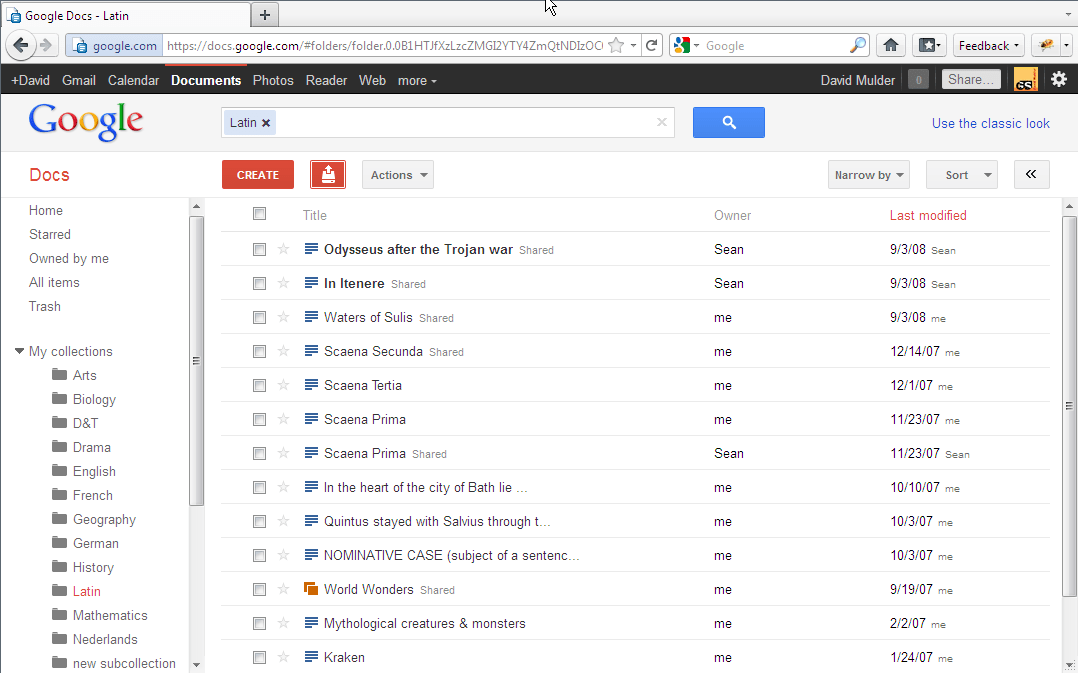 Google Docs - Latin
google.com https://docs.google.com/#folders/folder.0.0B1HTJfXzLzcZMGI2YTY4ZmQtNDIzOC Google Feedback
+David Gmail Calendar Documents Photos Reader Web more David Mulder 0 Share... cs
Google Latin Use the classic look
Docs CREATE Actions Narrow by Sort
Home
Starred
Owned by me
All items
Trash
My collections
Arts
Biology
D&T
Drama
English
French
Geography
German
History
Latin
Mathematics
Nederlands
new subcollection
Title Owner Last modified
Odysseus after the Trojan war Shared Sean 9/3/08 Sean
In Itenere Shared Sean 9/3/08 Sean
Waters of Sulis Shared me 9/3/08 me
Scaena Secunda Shared me 12/14/07 me
Scaena Tertia me 12/1/07 me
Scaena Prima me 11/23/07 me
Scaena Prima Shared Sean 11/23/07 Sean
In the heart of the city of Bath lie ... me 10/10/07 me
Quintus stayed with Salvius through t... me 10/3/07 me
NOMINATIVE CASE (subject of a sentenc... me 10/3/07 me
World Wonders Shared me 9/19/07 me
Mythological creatures & monsters me 2/2/07 me
Kraken me 1/24/07 me